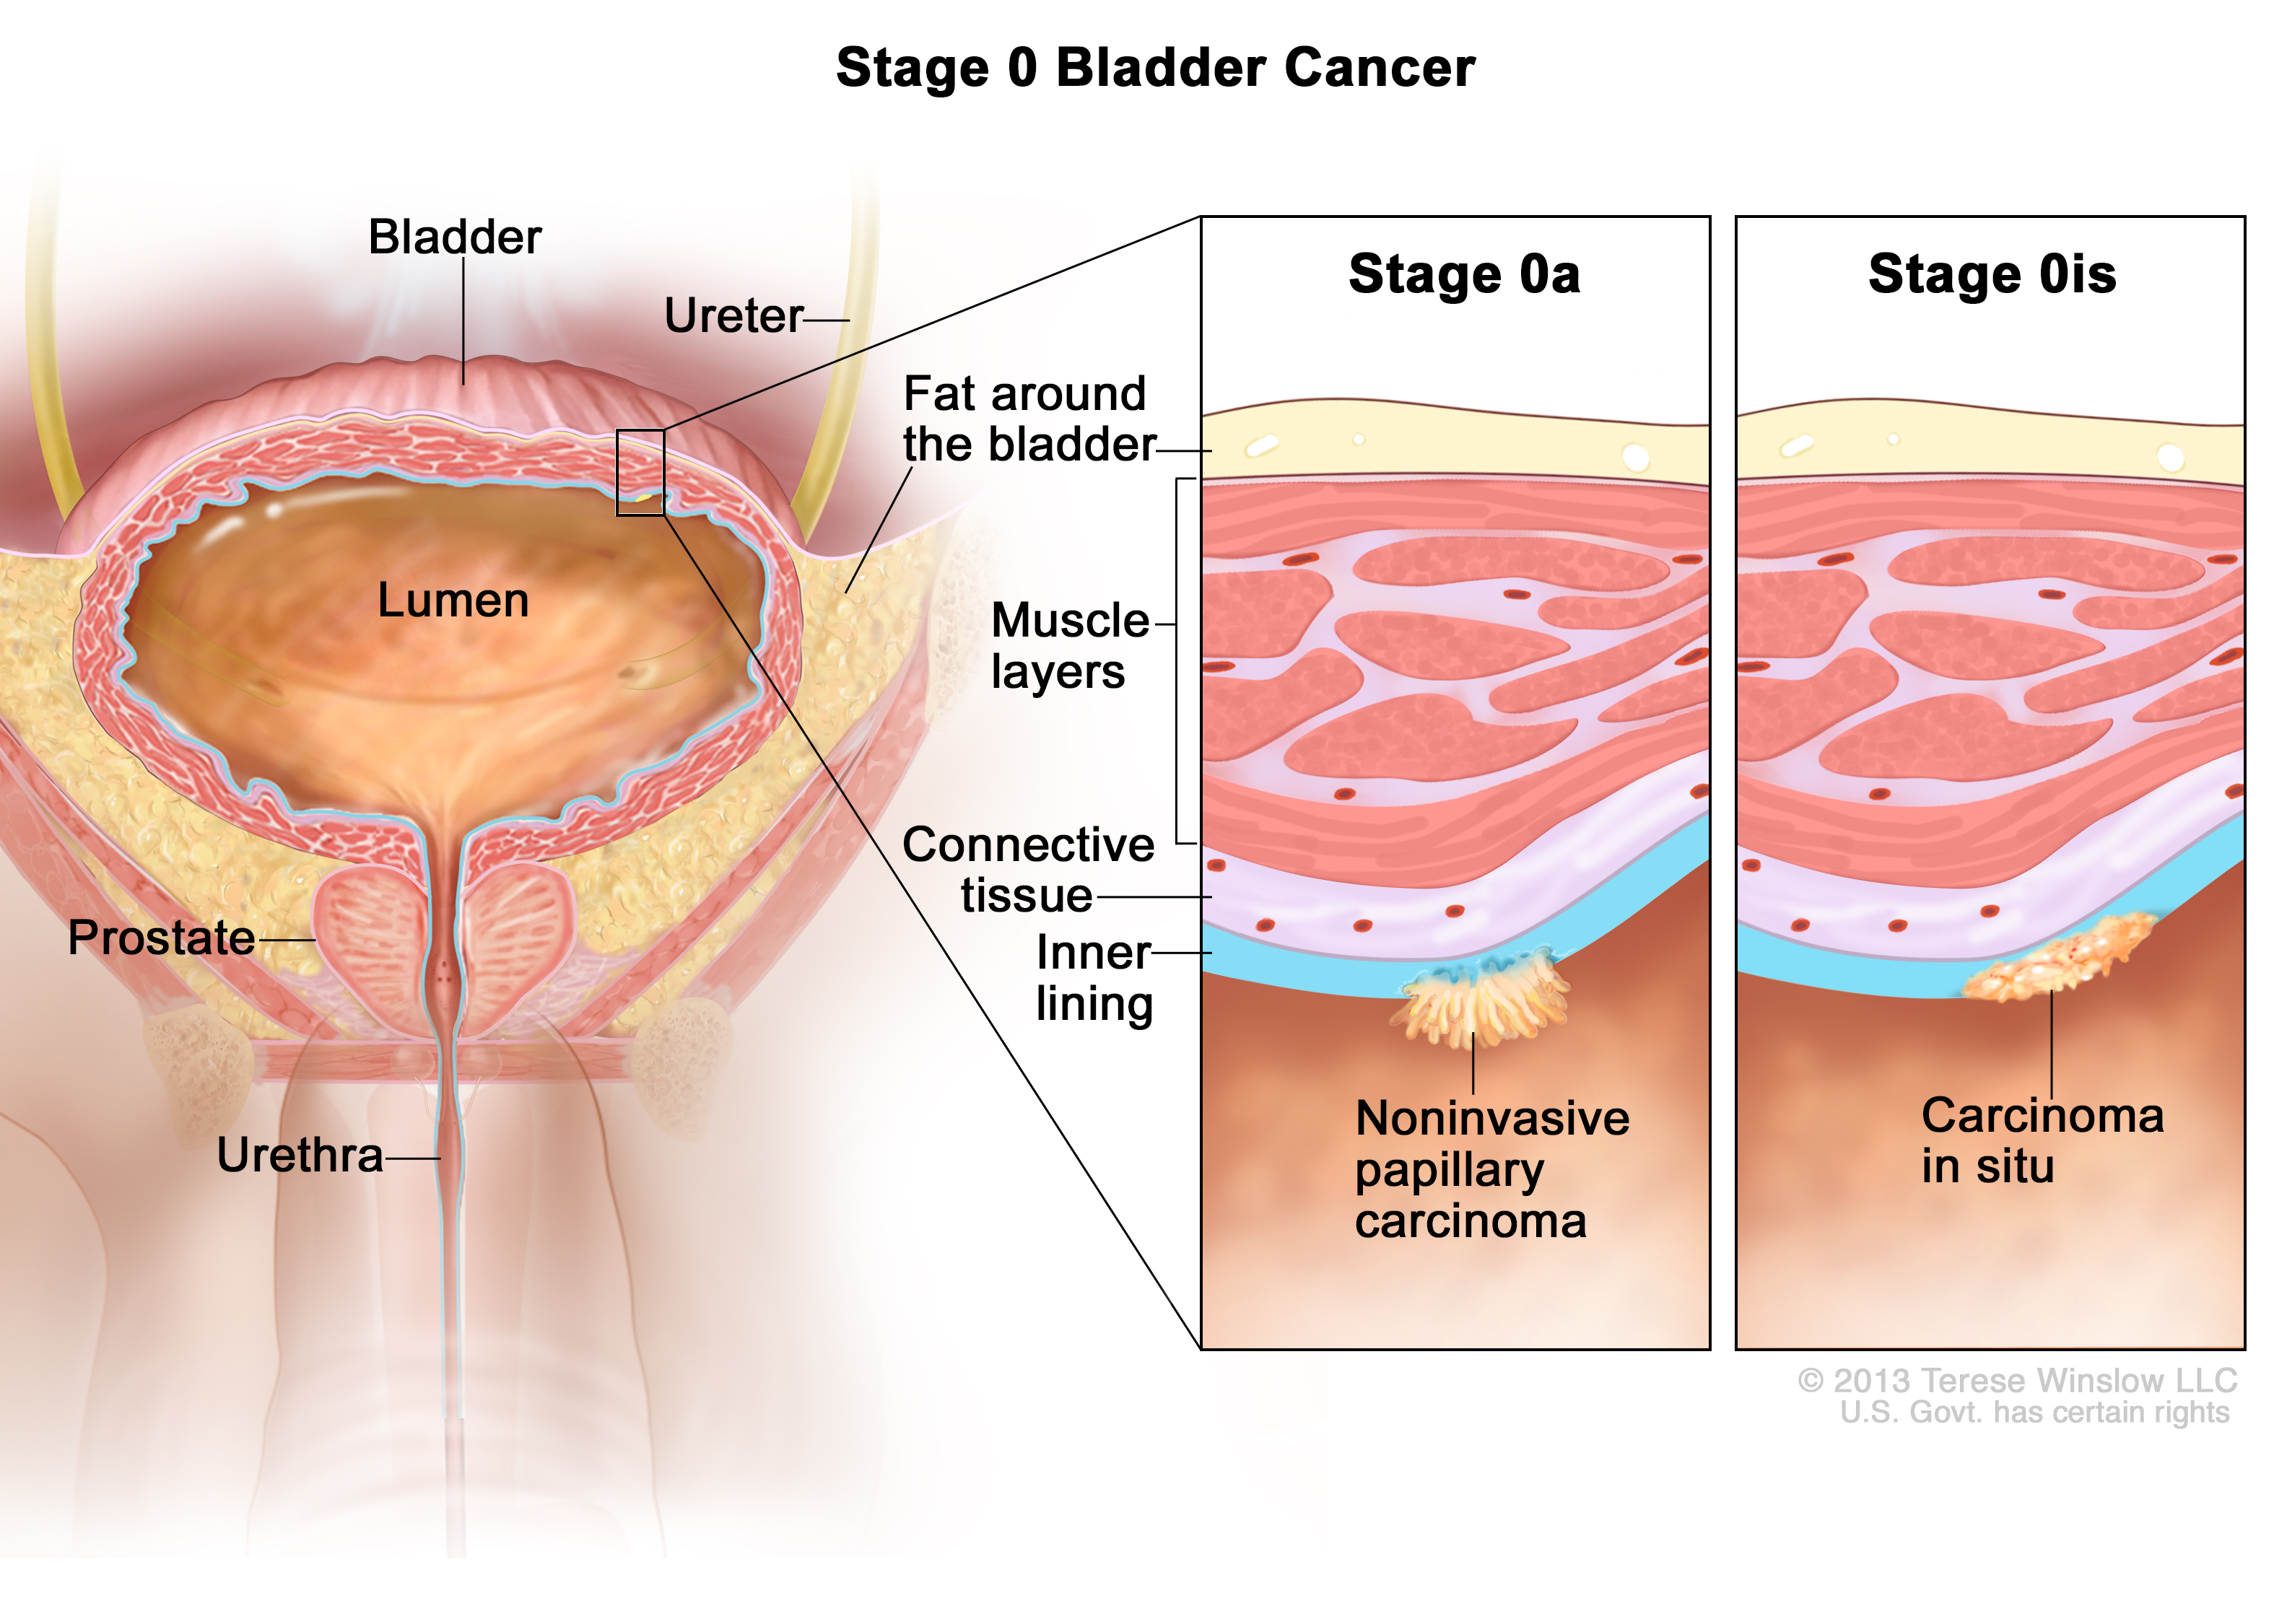 Stage 0 Bladder Cancer
Bladder
Ureter
Fat around
the bladder
Lumen
Muscle
layers
Connective
tissue
Inner
lining
Prostate
Urethra
Stage 0a
Noninvasive
papillary
carcinoma
Stage 0is
Carcinoma
in situ
© 2013 Terese Winslow LLC
U.S. Govt. has certain rights